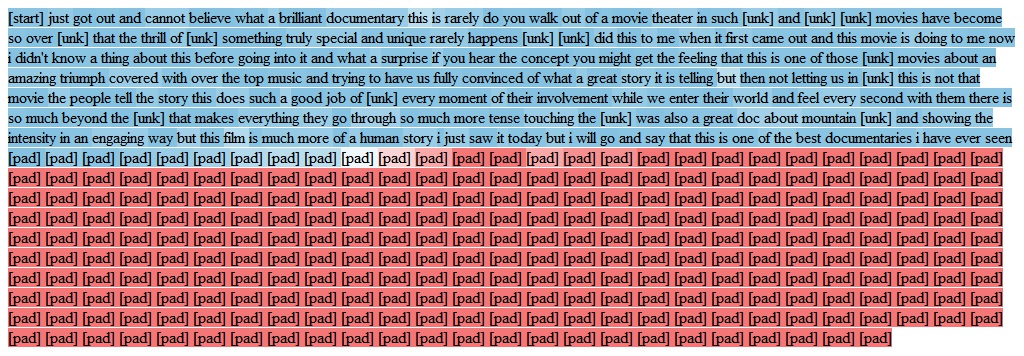 [start] just got out and cannot believe what a brilliant documentary this is rarely do you walk out of a movie theater in such [unk] and [unk] [unk] movies have become
so over [unk] that the thrill of [unk] something truly special and unique rarely happens [unk] [unk] did this to me when it first came out and this movie is doing to me now
i didn't know a thing about this before going into it and what a surprise if you hear the concept you might get the feeling that this is one of those [unk] movies about an
amazing triumph covered with over the top music and trying to have us fully convinced of what a great story it is telling but then not letting us in [unk] this is not that
movie the people tell the story this does such a good job of [unk] every moment of their involvement while we enter their world and feel every second with them there is
so much beyond the [unk] that makes everything they go through so much more tense touching the [unk] was also a great doc about mountain [unk] and showing the
intensity in an engaging way but this film is much more of a human story i just saw it today but i will go and say that this is one of the best documentaries i have ever seen
[pad] [pad] [pad] [pad] [pad] [pad] [pad] [pad] [pad] [pad] [pad] [pad] [pad] [pad] [pad] [pad] [pad] [pad] [pad] [pad] [pad] [pad] [pad] [pad] [pad] [pad] [pad]
[pad] [pad] [pad] [pad] [pad] [pad] [pad] [pad] [pad] [pad] [pad] [pad] [pad] [pad] [pad] [pad] [pad] [pad] [pad] [pad] [pad] [pad] [pad] [pad] [pad] [pad] [pad]
[pad] [pad] [pad] [pad] [pad] [pad] [pad] [pad] [pad] [pad] [pad] [pad] [pad] [pad] [pad] [pad] [pad] [pad] [pad] [pad] [pad] [pad] [pad] [pad] [pad] [pad] [pad]
[pad] [pad] [pad] [pad] [pad] [pad] [pad] [pad] [pad] [pad] [pad] [pad] [pad] [pad] [pad] [pad] [pad] [pad] [pad] [pad] [pad] [pad] [pad] [pad] [pad] [pad] [pad]
[pad] [pad] [pad] [pad] [pad] [pad] [pad] [pad] [pad] [pad] [pad] [pad] [pad] [pad] [pad] [pad] [pad] [pad] [pad] [pad] [pad] [pad] [pad] [pad] [pad] [pad] [pad]
[pad] [pad] [pad] [pad] [pad] [pad] [pad] [pad] [pad] [pad] [pad] [pad] [pad] [pad] [pad] [pad] [pad] [pad] [pad] [pad] [pad] [pad] [pad] [pad] [pad] [pad] [pad]
[pad] [pad] [pad] [pad] [pad] [pad] [pad] [pad] [pad] [pad] [pad] [pad] [pad] [pad] [pad] [pad] [pad] [pad] [pad] [pad] [pad] [pad] [pad] [pad] [pad] [pad] [pad]
[pad] [pad] [pad] [pad] [pad] [pad] [pad] [pad] [pad] [pad] [pad] [pad] [pad] [pad] [pad] [pad] [pad] [pad] [pad] [pad] [pad] [pad] [pad] [pad] [pad] [pad] [pad]
[pad] [pad] [pad] [pad] [pad] [pad] [pad] [pad] [pad] [pad] [pad] [pad] [pad] [pad] [pad] [pad] [pad] [pad] [pad] [pad] [pad] [pad] [pad] [pad] [pad] [pad] [pad]
[pad] [pad] [pad] [pad] [pad] [pad] [pad] [pad] [pad] [pad] [pad] [pad] [pad] [pad] [pad] [pad] [pad] [pad] [pad] [pad] [pad] [pad] [pad] [pad]